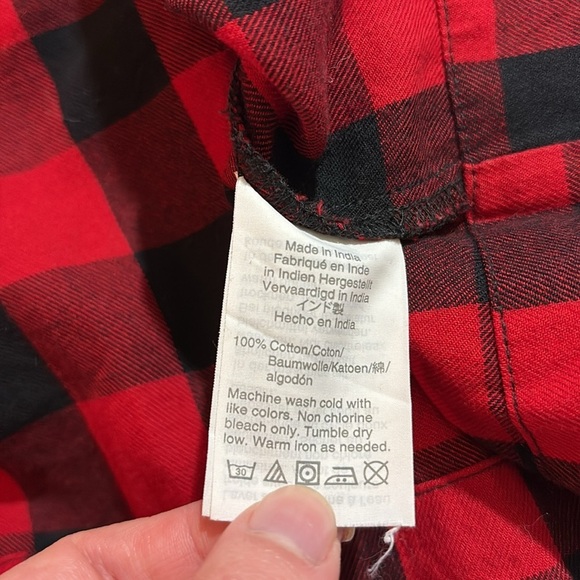 Made in India
Fabriqué en Inde
in Indien Hergestellt
Vervaardigd in India
インド製
Hecho en India
100% Cotton/Coton/
Baumwolle/Katoen/綿/
algodón
Machine wash cold with
like colors. Non chlorine
bleach only. Tumble dry
low. Warm iron as needed.
30